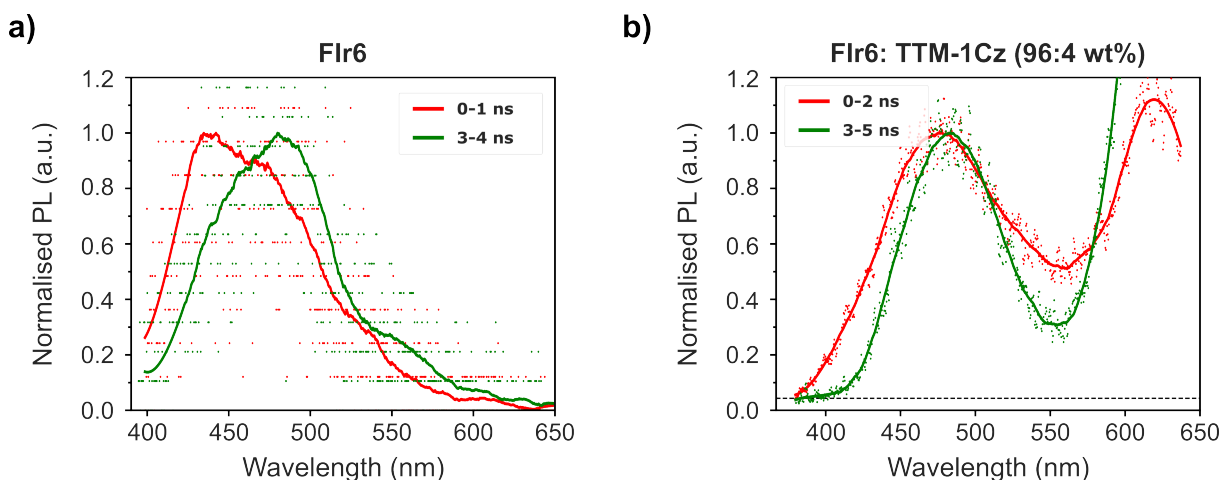 a)
FIr6
Normalised PL (a.u.)
1.2
1.0
0.8
0.6
0.4
0.2
0.0
0-1 ns
3-4 ns
400 450 500 550 600 650
Wavelength (nm)
b)
FIr6: TTM-1Cz (96:4 wt%)
Normalised PL (a.u.)
1.2
1.0
0.8
0.6
0.4
0.2
0.0
0-2 ns
3-5 ns
400 450 500 550 600 650
Wavelength (nm)